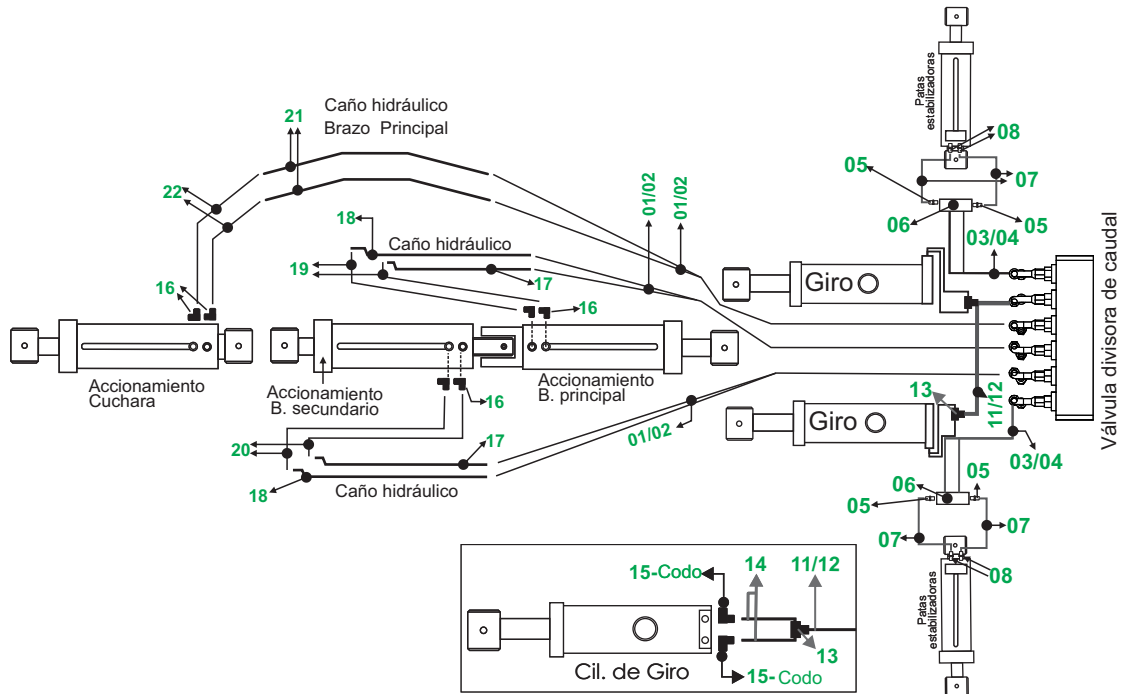 Patas
estabilizadoras
08
05
07
06
05
03/04
21
Caño hidráulico
Brazo Principal
22
01/02
01/02
18
Caño hidráulico
19
17
16
16
Giro
Válvula divisora de caudal
Accionamiento
Cuchara
Accionamiento
B. secundario
Accionamiento
B. principal
16
13
11/12
Giro
01/02
03/04
20
17
18
Caño hidráulico
06
05
05
07
07
08
Patas
estabilizadoras
15-Codo
14
11/12
13
Cil. de Giro
15- Codo